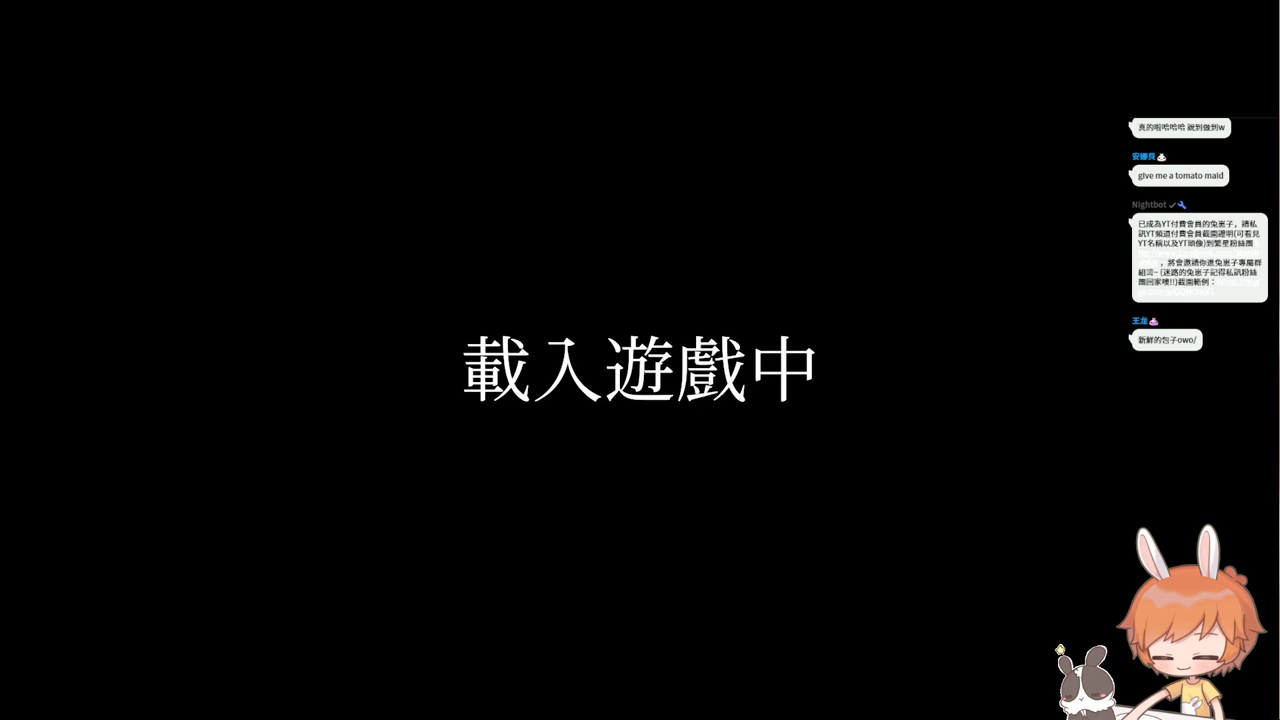 真的啦哈哈哈 說到做到w
安娜貝
give me a tomato maid
Nightbot
已成為YT付費會員的兔崽子，請私
訊YT頻道付費會員截圖證明(可看見
YT名稱以及YT頭像)到繁星粉絲團
，將會邀請你進兔崽子專屬群
組唷~ (迷路的兔崽子記得私訊粉絲
團回家噢!!)截圖範例：
王龙
新鮮的包子owo/
載入遊戲中